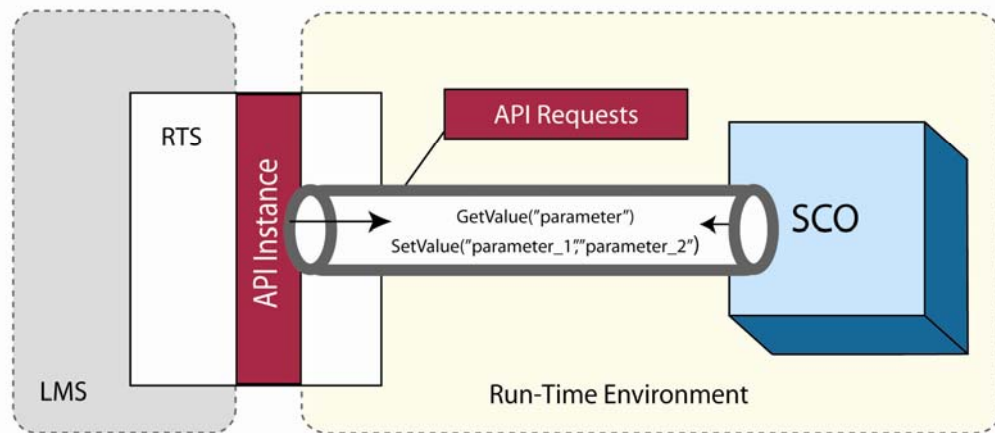 RTS
API Instance
API Requests
GetValue("parameter")
SetValue("parameter_1","parameter_2")
SCO
LMS
Run-Time Environment